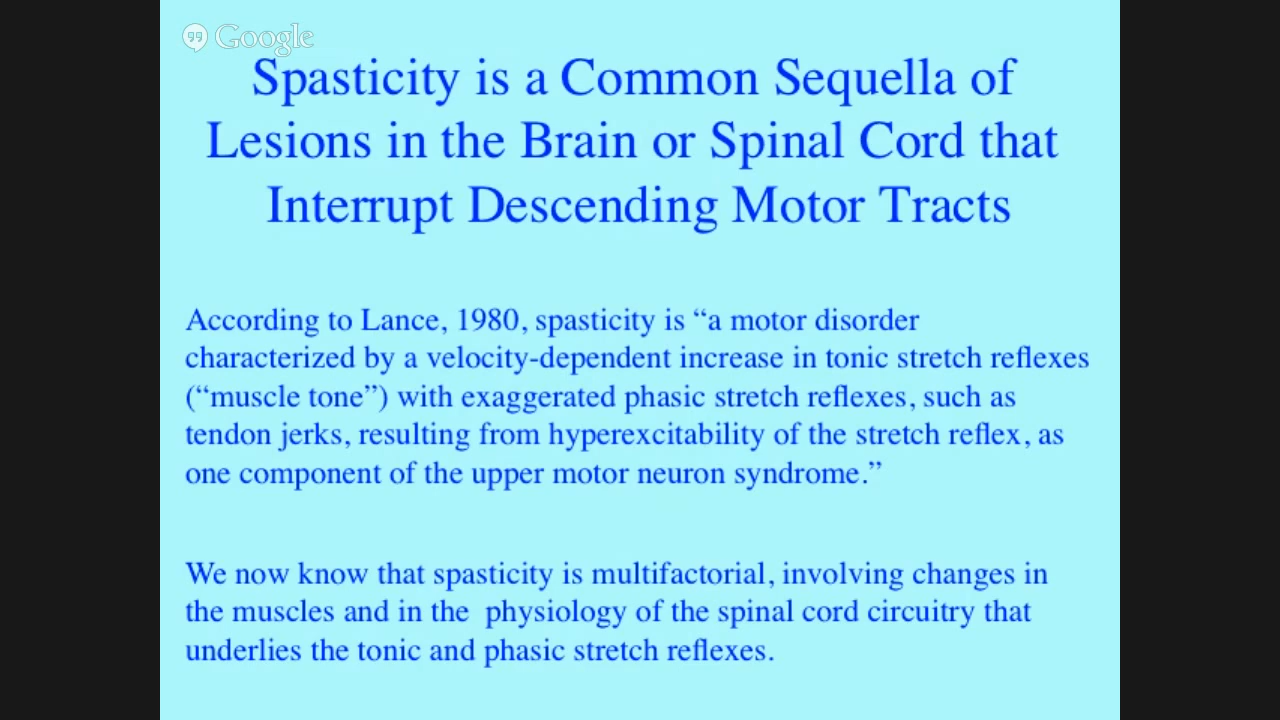 Google
Spasticity is a Common Sequella of
Lesions in the Brain or Spinal Cord that
Interrupt Descending Motor Tracts
According to Lance, 1980, spasticity is “a motor disorder
characterized by a velocity-dependent increase in tonic stretch reflexes
(“muscle tone”) with exaggerated phasic stretch reflexes, such as
tendon jerks, resulting from hyperexcitability of the stretch reflex, as
one component of the upper motor neuron syndrome.”
We now know that spasticity is multifactorial, involving changes in
the muscles and in the  physiology of the spinal cord circuitry that
underlies the tonic and phasic stretch reflexes.